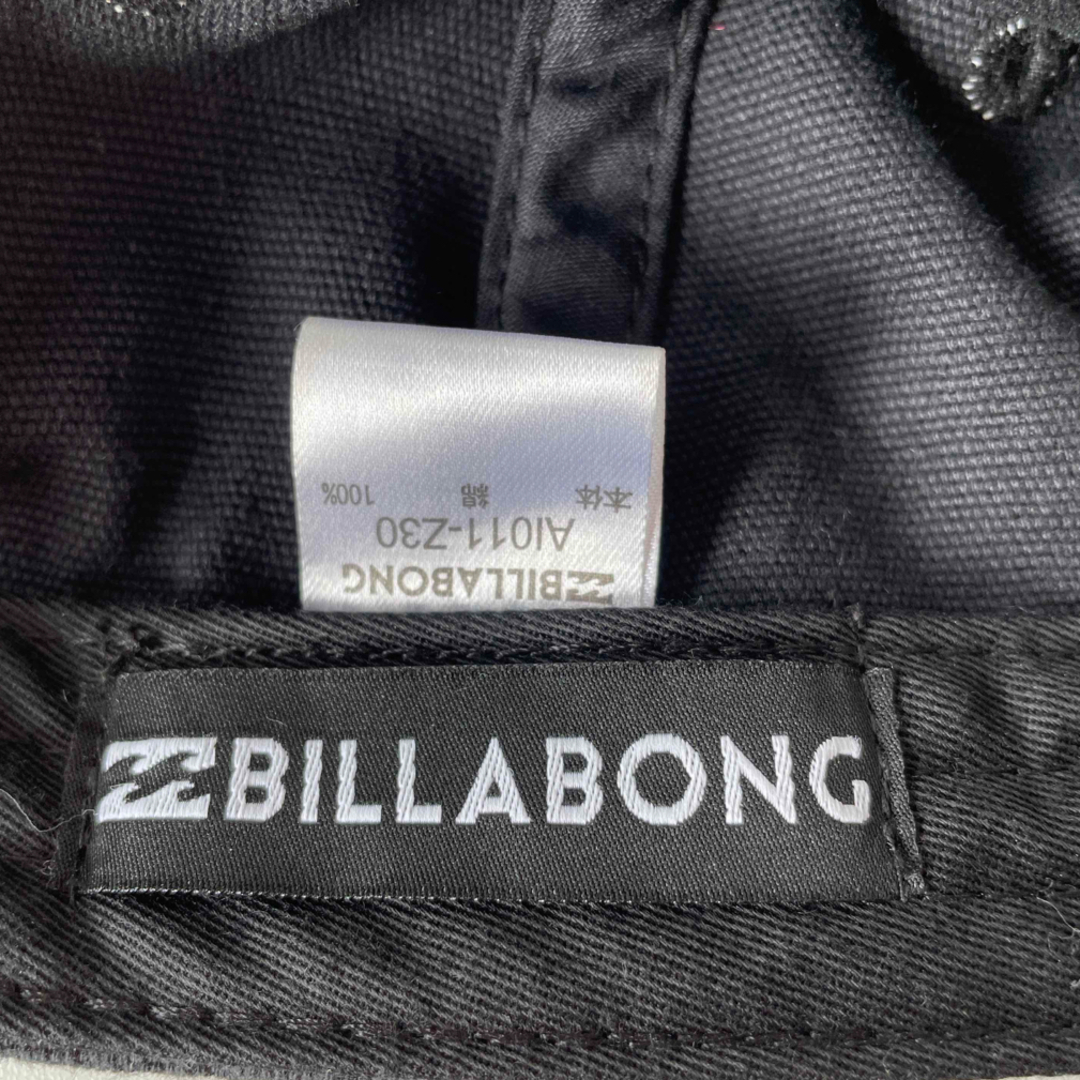 BILLABONG
AI011-Z30
本体 綿 100%
BILLABONG